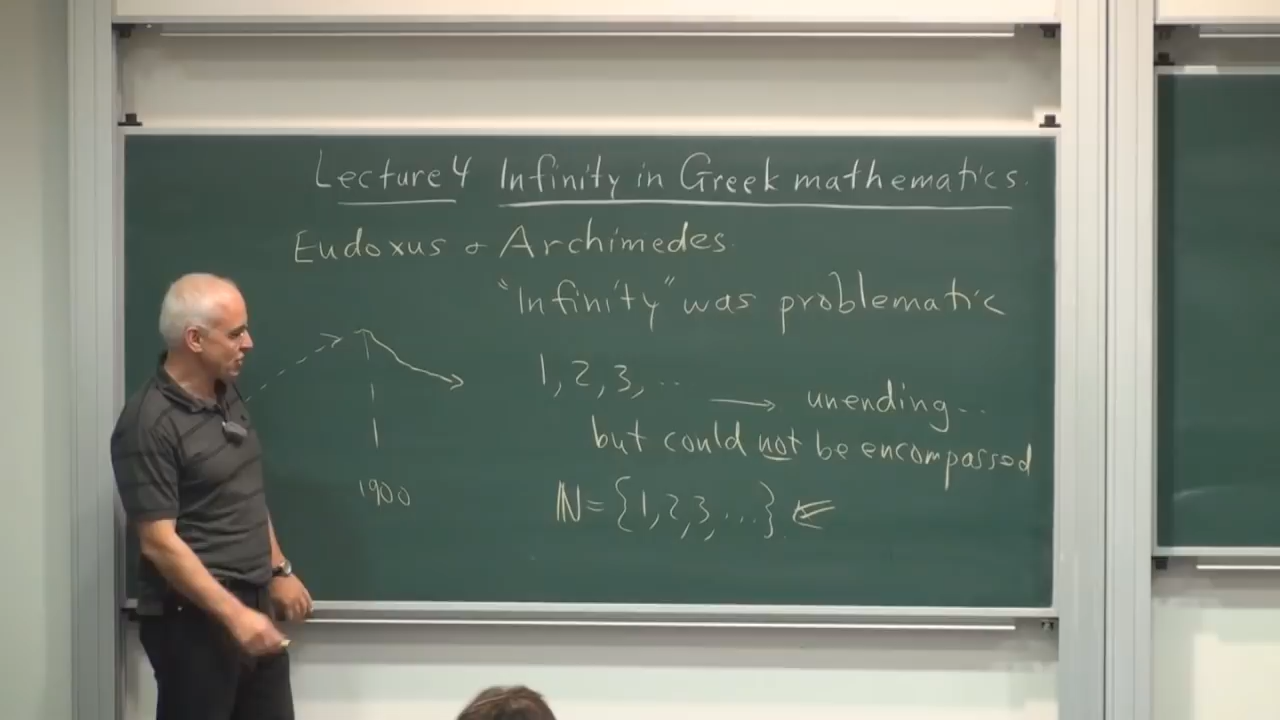 Lecture 4 Infinity in Greek mathematics.
Eudoxus + Archimedes.
"Infinity" was problematic
1, 2, 3, ..
→ unending...
but could not be encompassed
ℕ = {1, 2, 3, ...} ⇐
1900